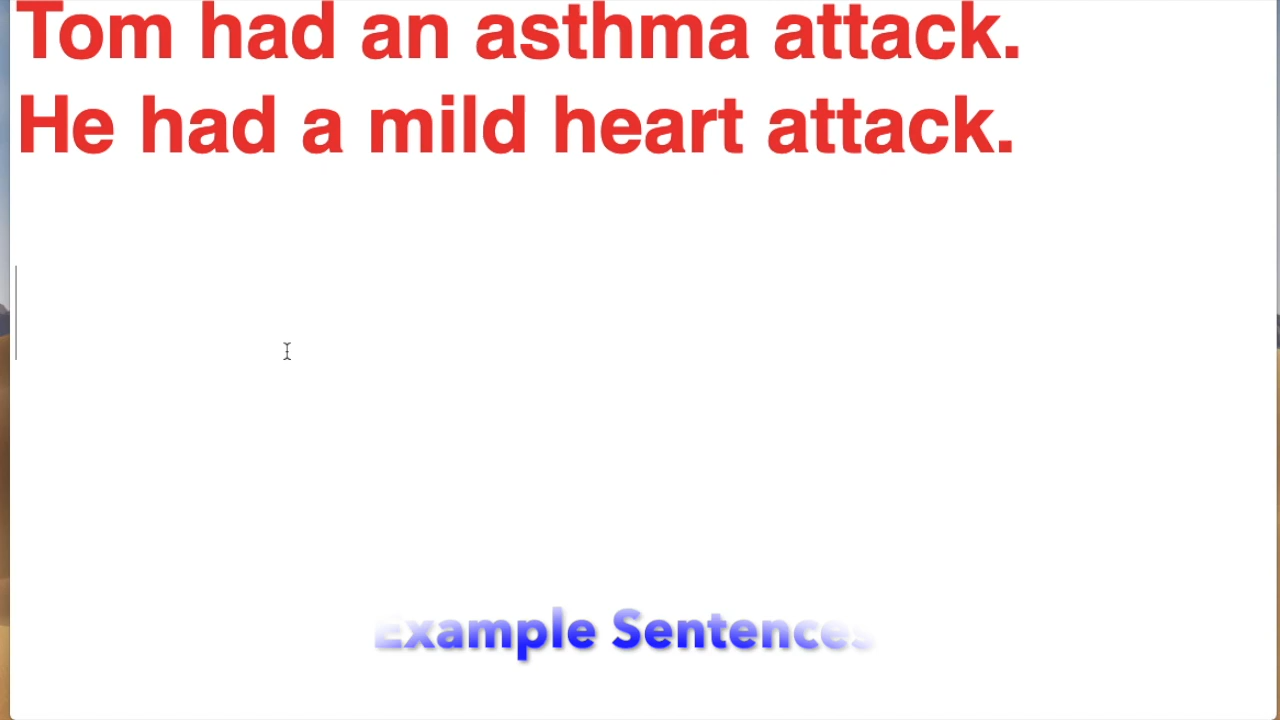 Tom had an asthma attack.
He had a mild heart attack.
Example Sentences